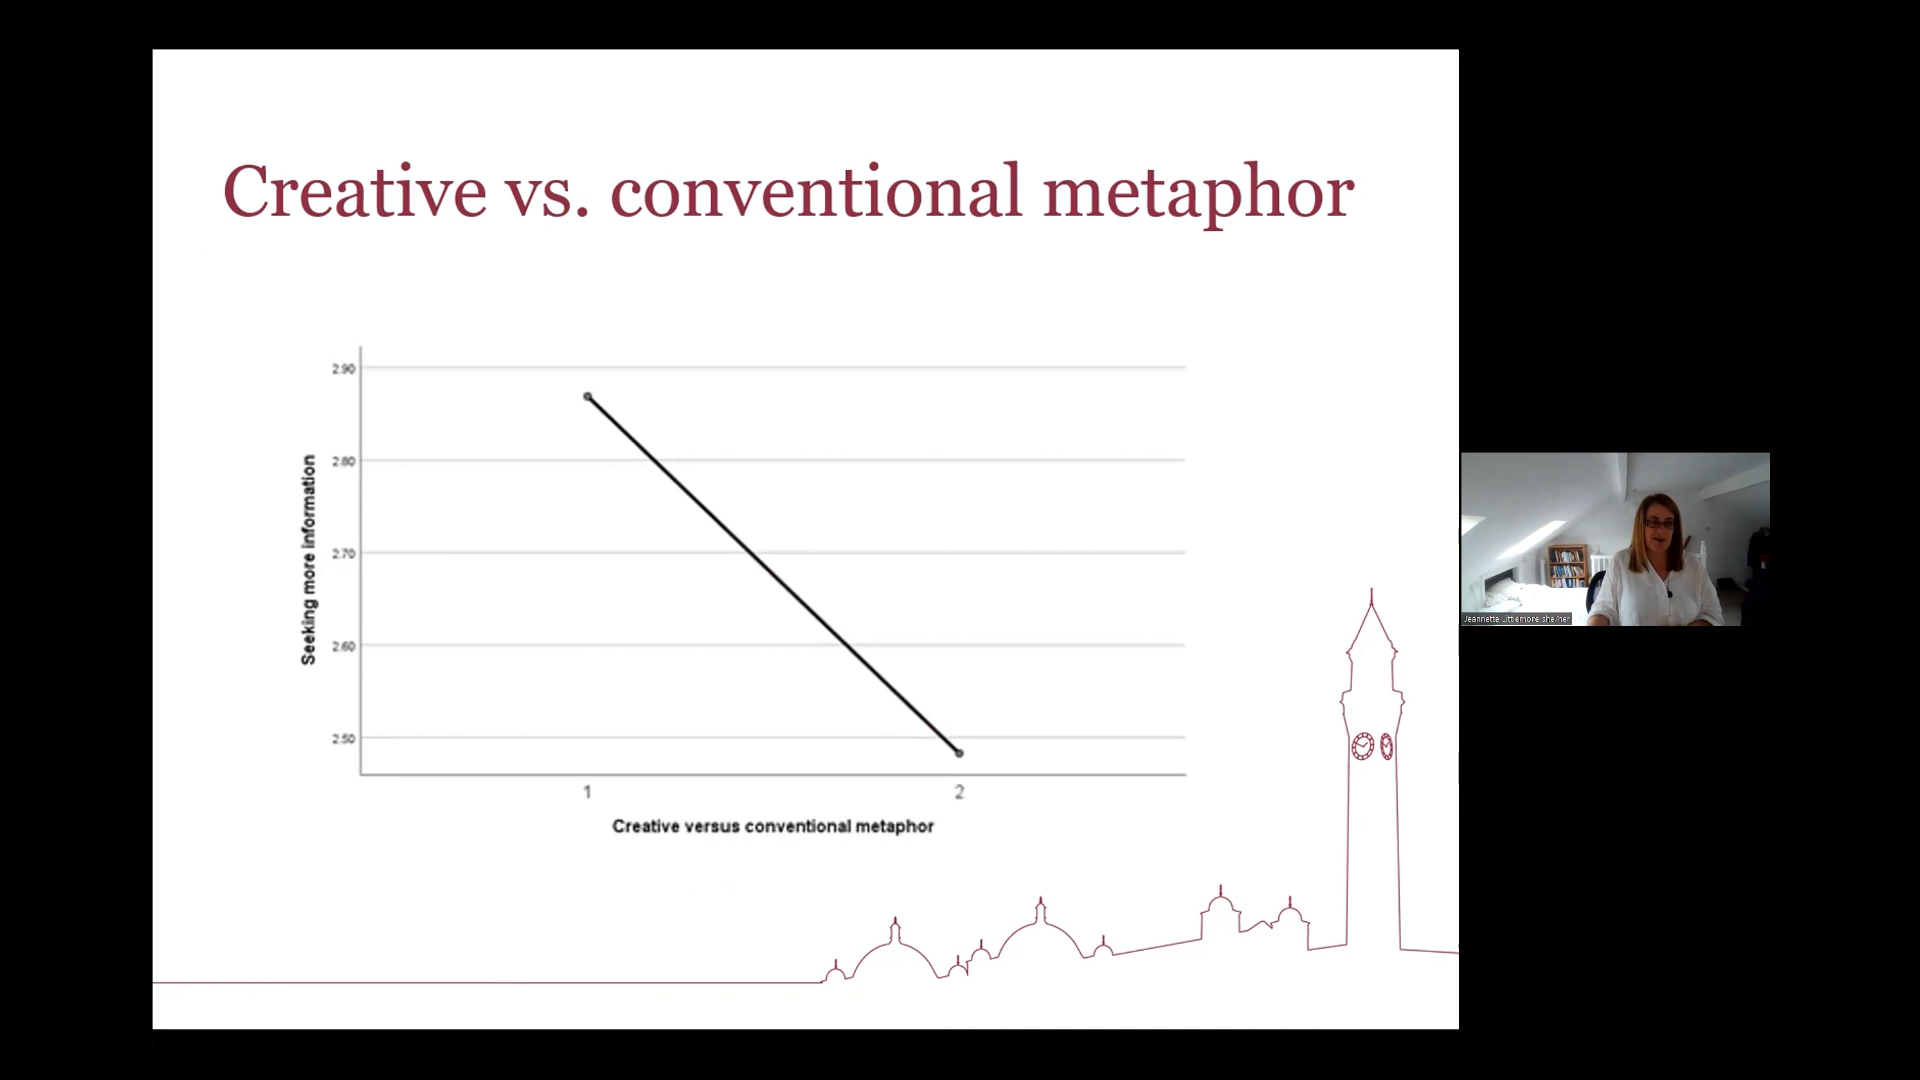 Creative vs. conventional metaphor
2.90
2.80
2.70
2.60
2.50
Seeking more information
1
2
Creative versus conventional metaphor
Jeannette Littlemore she/her